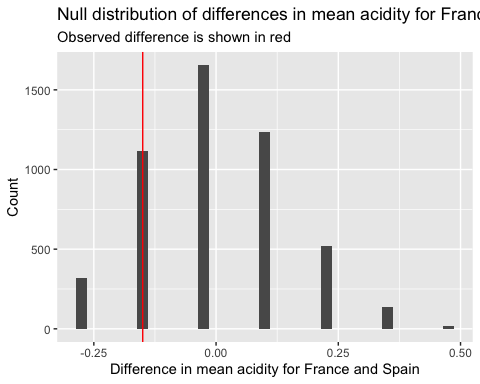 Null distribution of differences in mean acidity for Franc
Observed difference is shown in red
1500
1000
500
0
Count
-0.25
0.00
0.25
0.50
Difference in mean acidity for France and Spain